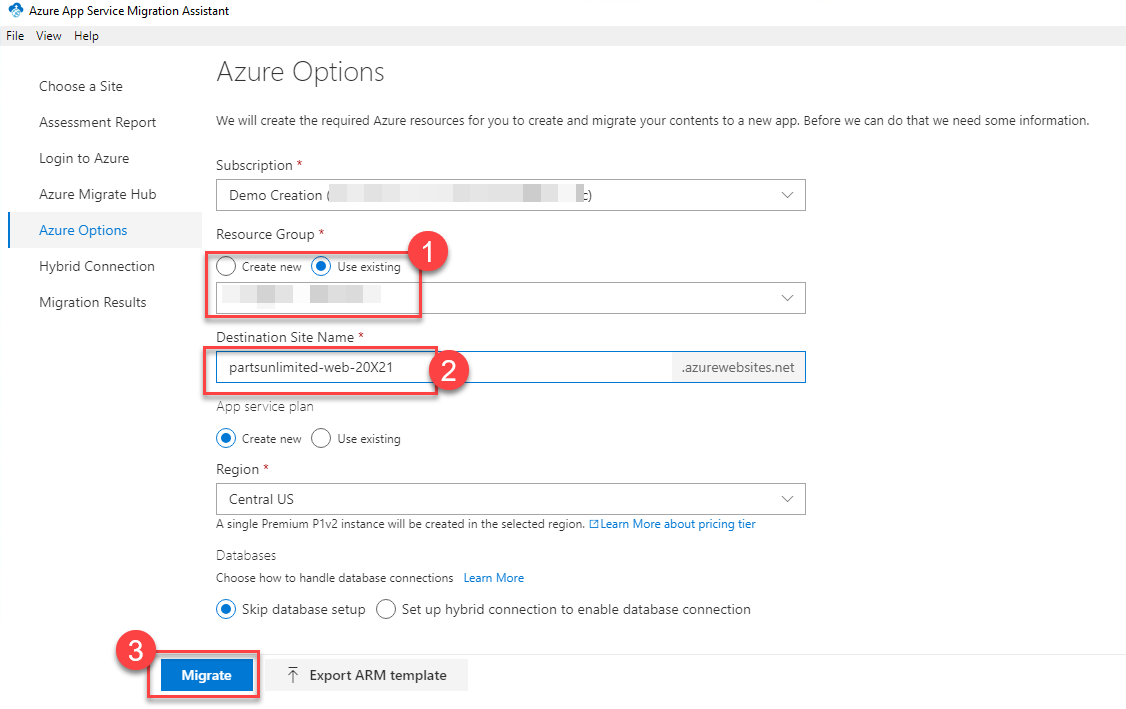 Azure App Service Migration Assistant
File View Help
Azure Options
Choose a Site
Assessment Report
Login to Azure
Azure Migrate Hub
Azure Options
Hybrid Connection
Migration Results
We will create the required Azure resources for you to create and migrate your contents to a new app. Before we can do that we need some information.
Subscription *
Demo Creation ( c)
Resource Group *
1
Create new Use existing
Destination Site Name *
partsunlimited-web-20X21 .azurewebsites.net
2
App service plan
Create new Use existing
Region *
Central US
A single Premium P1v2 instance will be created in the selected region. Learn More about pricing tier
Databases
Choose how to handle database connections Learn More
Skip database setup Set up hybrid connection to enable database connection
3
Migrate Export ARM template